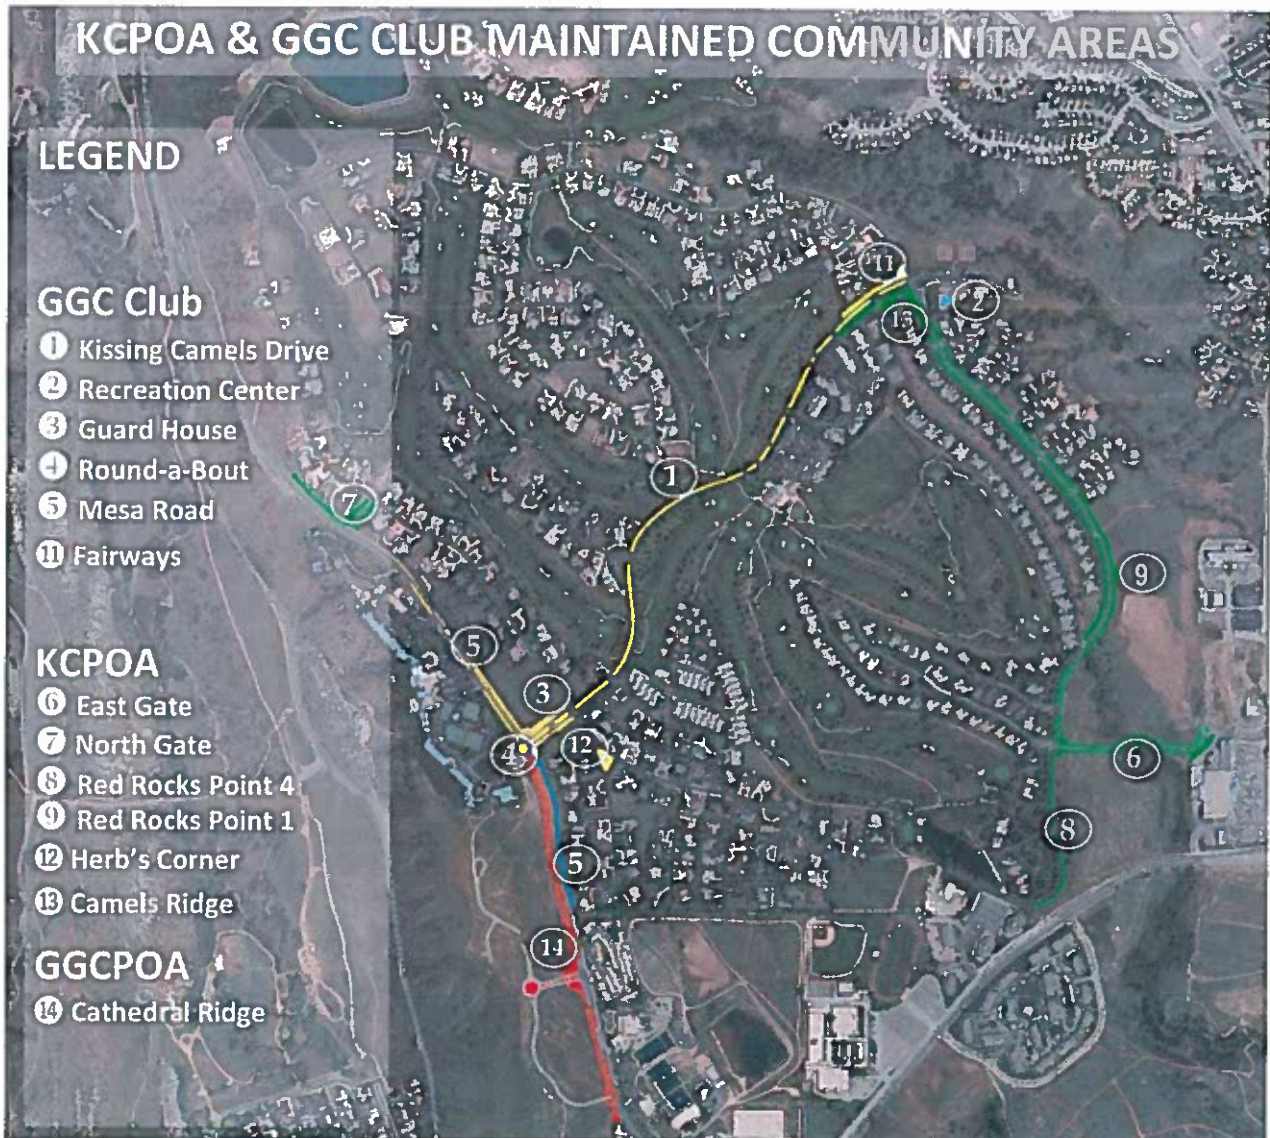 KCPOA & GGC CLUB MAINTAINED COMMUNITY AREAS
LEGEND
GGC Club
1 Kissing Camels Drive
2 Recreation Center
3 Guard House
4 Round-a-Bout
5 Mesa Road
11 Fairways
KCPOA
6 East Gate
7 North Gate
8 Red Rocks Point 4
9 Red Rocks Point 1
12 Herb's Corner
13 Camels Ridge
GGCPOA
14 Cathedral Ridge
11
2
13
1
7
9
5
3
4
12
6
8
5
14